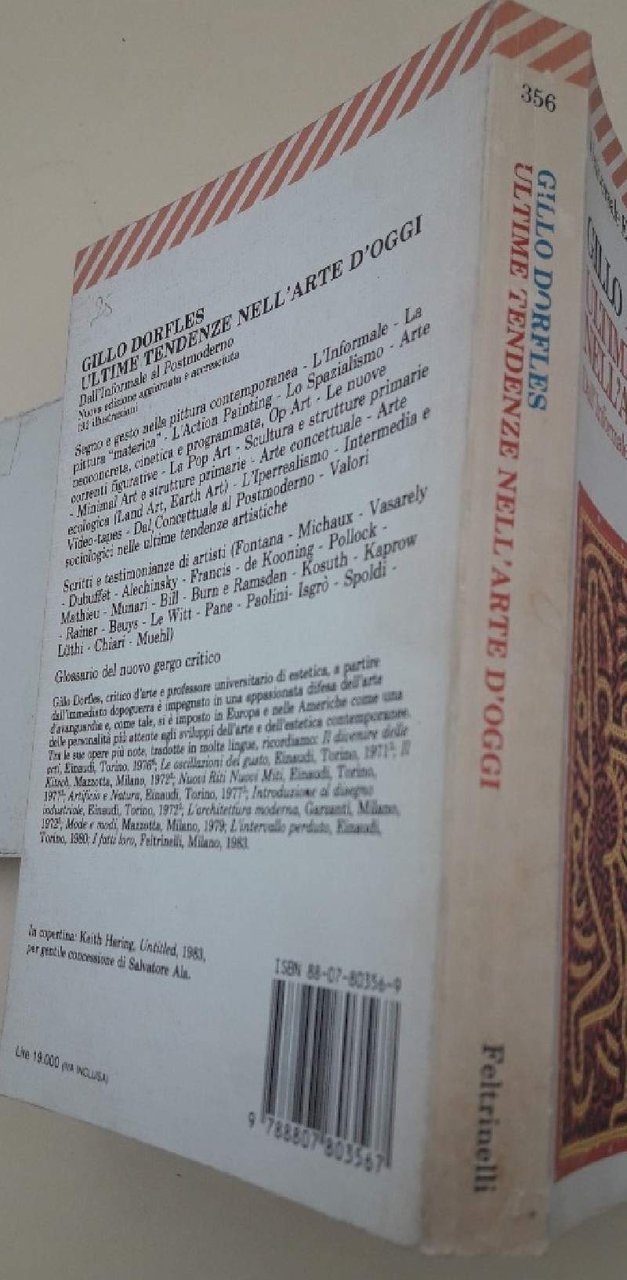 25
GILLO DORFLES
ULTIME TENDENZE NELL'ARTE D'OGGI
Dall'Informale al Postmoderno
Nuova edizione aggiornata e accresciuta
illustrazioni
Segno e gesto nella pittura contemporanea - L'Informale - La
pittura "materica" - L'Action Painting - Lo Spazialismo - Arte
neoconcreta, cinetica e programmata, Op Art - Le nuove
correnti figurative - La Pop Art - Scultura e strutture primarie
- Minimal Art e strutture primarie - Arte concettuale - Arte
ecologica (Land Art, Earth Art) - L'Iperrealismo - Intermedia e
Video-tapes - Dal Concettuale al Postmoderno - Valori
sociologici nelle ultime tendenze artistiche
Scritti e testimonianze di artisti (Fontana - Michaux - Vasarely
- Dubuffet - Alechinsky - Francis - de Kooning - Pollock -
Mathieu - Munari - Bill - Burn e Ramsden - Kosuth - Kaprow
- Rainer - Beuys - Le Witt - Pane - Paolini- Isgrò - Spoldi -
Lüthi - Chiari - Muehl)
Glossario del nuovo gergo critico
Gillo Dorfles, critico d'arte e professore universitario di estetica, a partire
dall'immediato dopoguerra è impegnato in una appassionata difesa dell'arte
d'avanguardia e, come tale, si è imposto in Europa e nelle Americhe come una
delle personalità più attente agli sviluppi dell'arte e dell'estetica contemporanee.
Tra le sue opere più note, tradotte in molte lingue, ricordiamo: Il divenire delle
arti, Einaudi, Torino, 1976; Le oscillazioni del gusto, Einaudi, Torino, 1971; Il
Kitsch, Mazzotta, Milano, 1972; Nuovi Riti Nuovi Miti, Einaudi, Torino,
1977; Artificio e Natura, Einaudi, Torino, 1977; Introduzione al disegno
industriale, Einaudi, Torino, 1972; L'architettura moderna, Garzanti, Milano,
1972; Mode e modi, Mazzotta, Milano, 1979; L'intervallo perduto, Einaudi,
Torino, 1980; I fatti loro, Feltrinelli, Milano, 1983.
In copertina: Keith Haring, Untitled, 1983,
per gentile concessione di Salvatore Ala.
Lire 19.000 (IVA INCLUSA)
ISBN 88-07-80356-9
9 788807 803567
356
GILLO DORFLES
ULTIME TENDENZE NELL'ARTE D'OGGI
Feltrinelli
GILLO
ULTIM
NELL'A
Dall'Informale